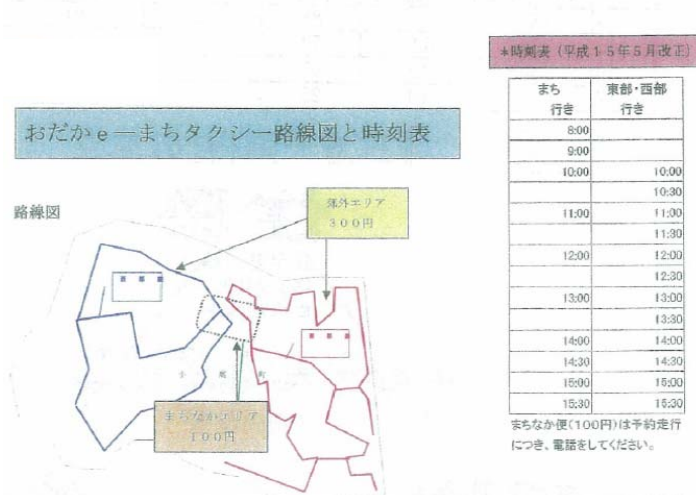 *時刻表（平成15年5月改正）
まち
行き
東部・西部
行き
8:00
9:00
10:00 10:00
10:30
11:00 11:00
11:30
12:00 12:00
12:30
13:00 13:00
13:30
14:00 14:00
14:30 14:30
15:00 15:00
15:30 15:30
まちなか便(100円)は予約走行
につき、電話をしてください。
おだかe－まちタクシー路線図と時刻表
路線図
郊外エリア
300円
西部線
小高町
まちなかエリア
100円